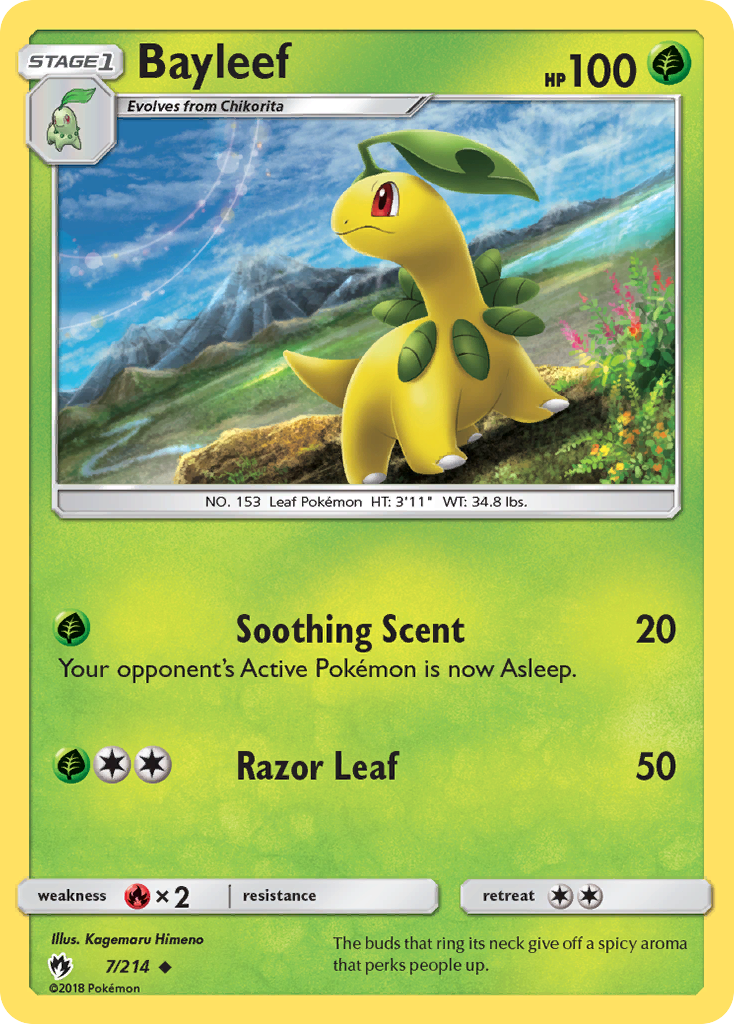 STAGE1
Bayleef
HP 100
Evolves from Chikorita
NO. 153 Leaf Pokémon HT: 3'11" WT: 34.8 lbs.
Soothing Scent 20
Your opponent's Active Pokémon is now Asleep.
Razor Leaf 50
weakness ×2 resistance retreat
Illus. Kagemaru Himeno
7/214
©2018 Pokémon
The buds that ring its neck give off a spicy aroma
that perks people up.